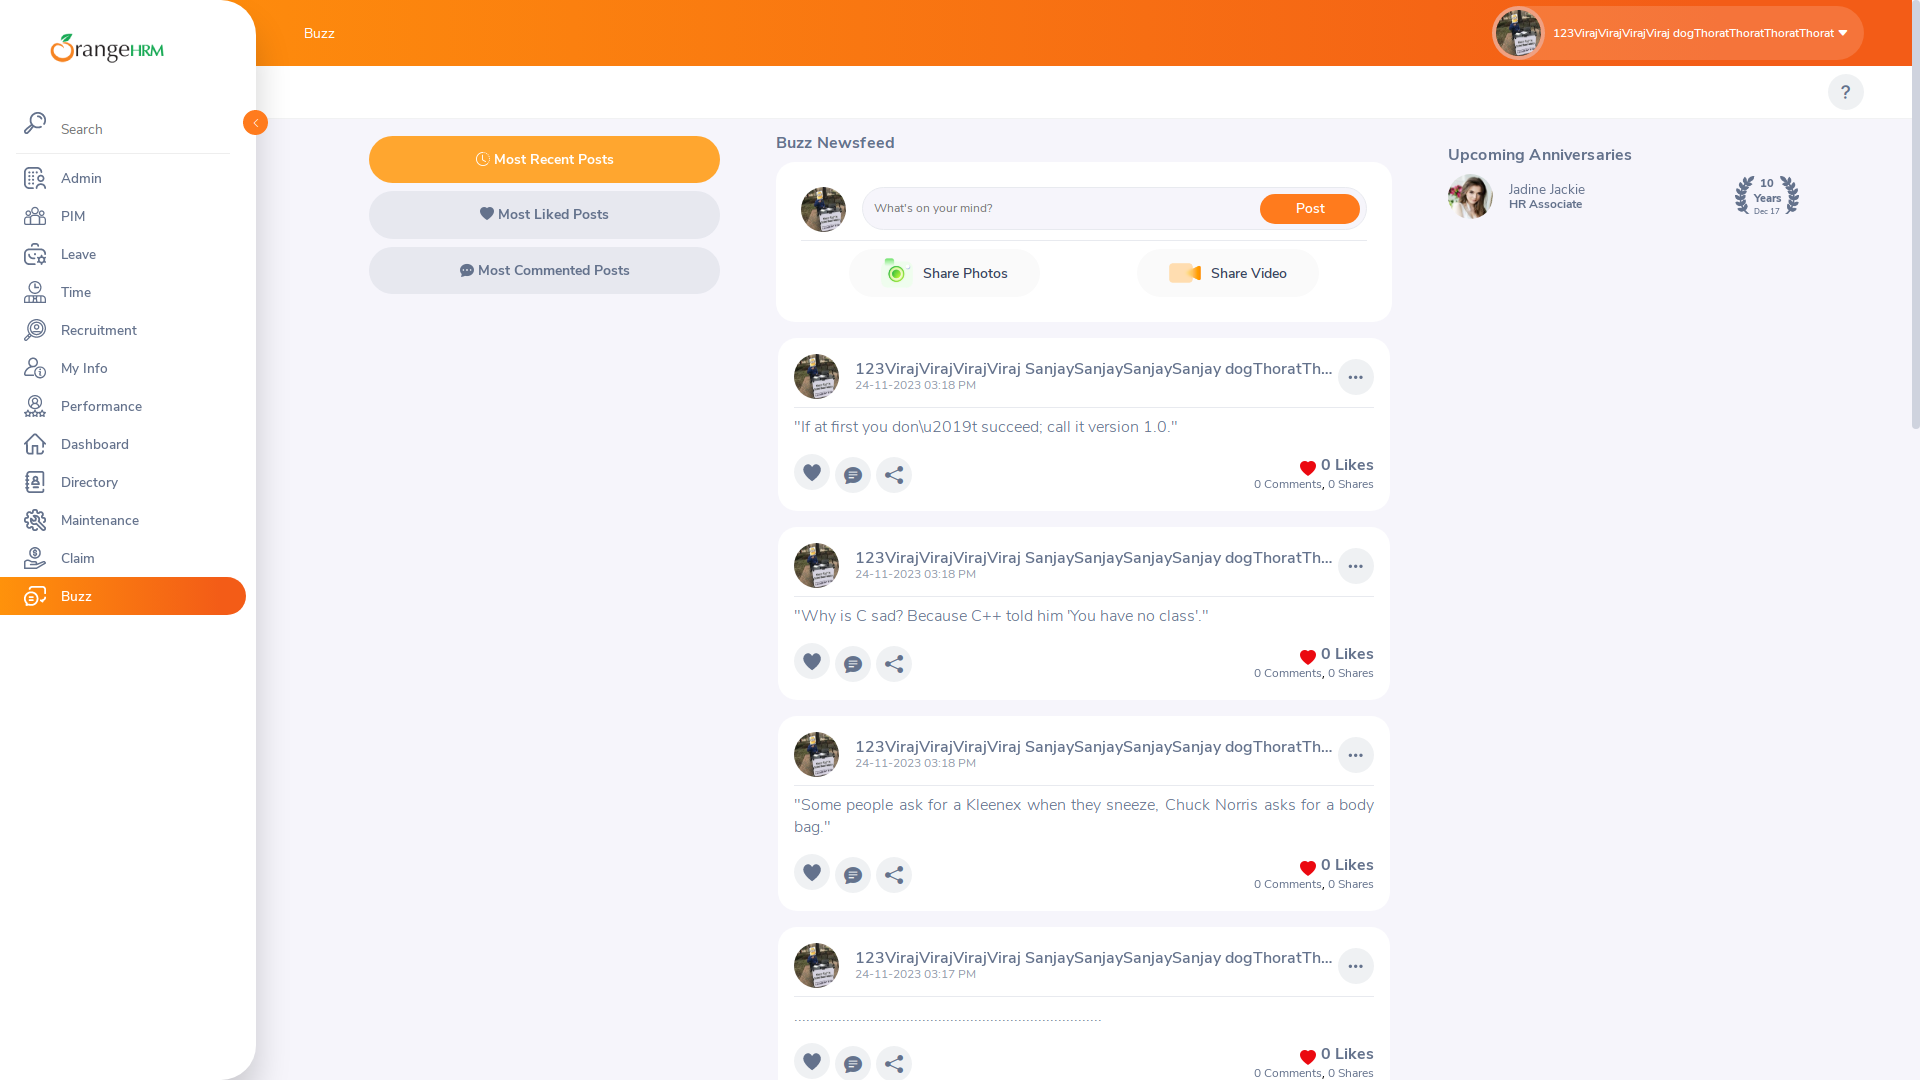 OrangeHRM
Search
Admin
PIM
Leave
Time
Recruitment
My Info
Performance
Dashboard
Directory
Maintenance
Claim
Buzz
Buzz
123VirajVirajVirajViraj dogThoratThoratThoratThorat
?
Most Recent Posts
Most Liked Posts
Most Commented Posts
Buzz Newsfeed
What's on your mind?
Post
Share Photos
Share Video
123VirajVirajVirajViraj SanjaySanjaySanjaySanjay dogThoratTh...
24-11-2023 03:18 PM
"If at first you don\u2019t succeed; call it version 1.0."
0 Likes
0 Comments, 0 Shares
123VirajVirajVirajViraj SanjaySanjaySanjaySanjay dogThoratTh...
24-11-2023 03:18 PM
"Why is C sad? Because C++ told him 'You have no class'."
0 Likes
0 Comments, 0 Shares
123VirajVirajVirajViraj SanjaySanjaySanjaySanjay dogThoratTh...
24-11-2023 03:18 PM
"Some people ask for a Kleenex when they sneeze, Chuck Norris asks for a body
bag."
0 Likes
0 Comments, 0 Shares
123VirajVirajVirajViraj SanjaySanjaySanjaySanjay dogThoratTh...
24-11-2023 03:17 PM
.............................................................................
0 Likes
0 Comments, 0 Shares
Upcoming Anniversaries
Jadine Jackie
HR Associate
10
Years
Dec 17